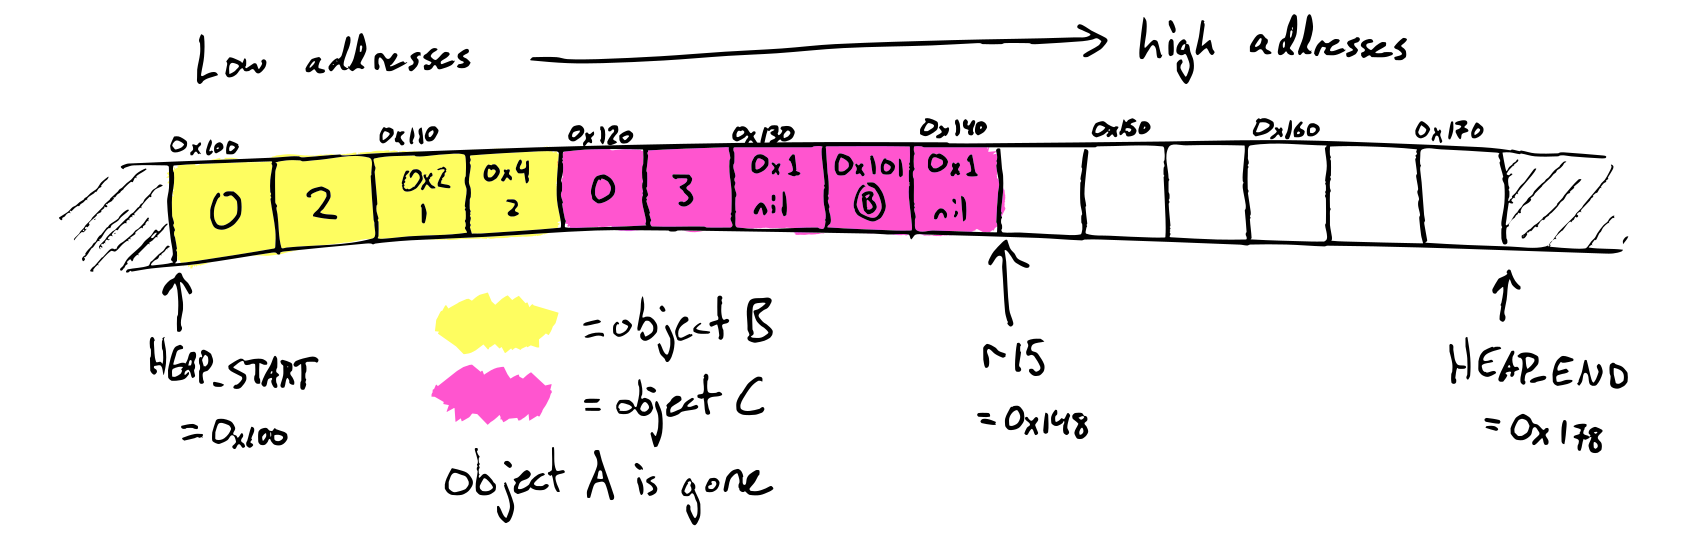 Low addresses high addresses
0x100 0x110 0x120 0x130 0x140 0x150 0x160 0x170
0 2 0x2 0x4 0 3 0x1 0x101 0x1
1 2 nil B nil
HEAP_START
= 0x100
= object B
= object C
object A is gone
r15
= 0x148
HEAP_END
= 0x178